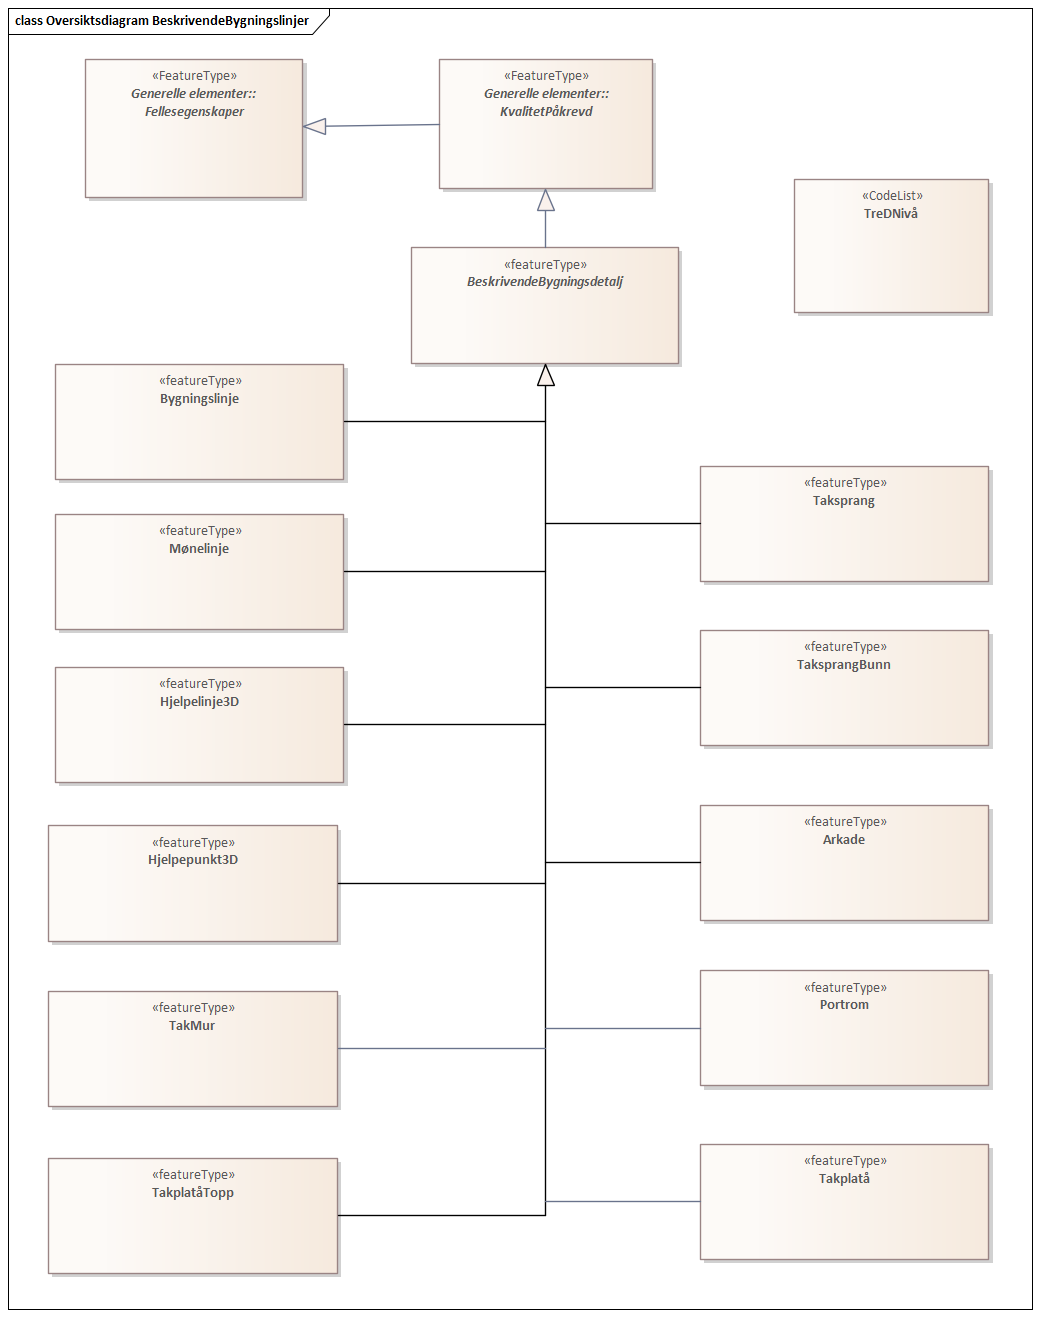 class Oversiktsdiagram BeskrivendeBygningslinjer
«FeatureType»
Generelle elementer::
Fellesegenskaper
«FeatureType»
Generelle elementer::
KvalitetPåkrevd
«CodeList»
TreDNivå
«featureType»
BeskrivendeBygningsdetalj
«featureType»
Bygningslinje
«featureType»
Taksprang
«featureType»
Mønelinje
«featureType»
TaksprangBunn
«featureType»
Hjelpelinje3D
«featureType»
Arkade
«featureType»
Hjelpepunkt3D
«featureType»
Portrom
«featureType»
TakMur
«featureType»
Takplatå
«featureType»
TakplatåTopp